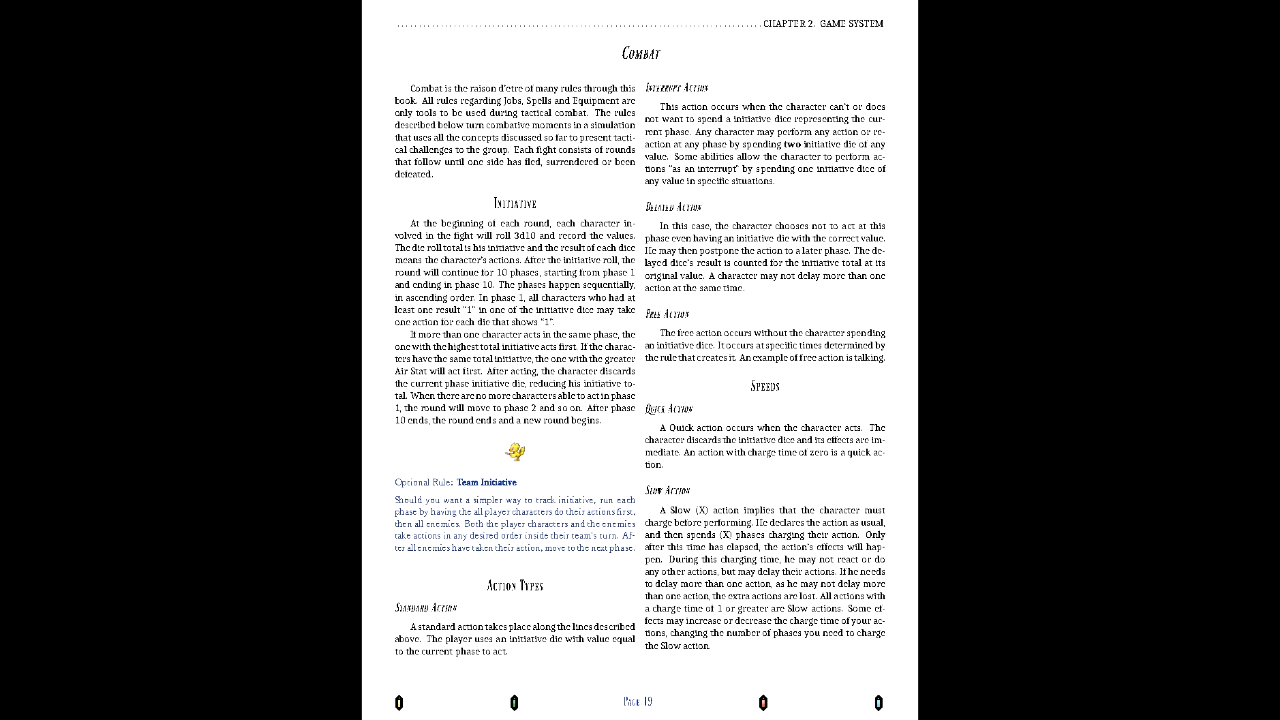 CHAPTER 2. GAME SYSTEM
COMBAT
Combat is the raison d'etre of many rules through this
book. All rules regarding Jobs, Spells and Equipment are
only tools to be used during tactical combat. The rules
described below turn combative moments in a simulation
that uses all the concepts discussed so far to present tacti-
cal challenges to the group. Each fight consists of rounds
that follow until one side has fled, surrendered or been
defeated.
INITIATIVE
At the beginning of each round, each character in-
volved in the fight will roll 3d10 and record the values.
The die roll total is his initiative and the result of each dice
means the character's actions. After the initiative roll, the
round will continue for 10 phases, starting from phase 1
and ending in phase 10. The phases happen sequentially,
in ascending order. In phase 1, all characters who had at
least one result "1" in one of the initiative dice may take
one action for each die that shows "1".
If more than one character acts in the same phase, the
one with the highest total initiative acts first. If the charac-
ters have the same total initiative, the one with the greater
Air Stat will act first. After acting, the character discards
the current phase initiative die, reducing his initiative to-
tal. When there are no more characters able to act in phase
1, the round will move to phase 2 and so on. After phase
10 ends, the round ends and a new round begins.
Optional Rule: Team Initiative
Should you want a simpler way to track initiative, run each
phase by having the all player characters do their actions first,
then all enemies. Both the player characters and the enemies
take actions in any desired order inside their team's turn. Af-
ter all enemies have taken their action, move to the next phase.
ACTION TYPES
STANDARD ACTION
A standard action takes place along the lines described
above. The player uses an initiative die with value equal
to the current phase to act.
INTERRUPT ACTION
This action occurs when the character can't or does
not want to spend a initiative dice representing the cur-
rent phase. Any character may perform any action or re-
action at any phase by spending two initiative die of any
value. Some abilities allow the character to perform ac-
tions "as an interrupt" by spending one initiative dice of
any value in specific situations.
DELAYED ACTION
In this case, the character chooses not to act at this
phase even having an initiative die with the correct value.
He may then postpone the action to a later phase. The de-
layed dice's result is counted for the initiative total at its
original value. A character may not delay more than one
action at the same time.
FREE ACTION
The free action occurs without the character spending
an initiative dice. It occurs at specific times determined by
the rule that creates it. An example of free action is talking.
SPEEDS
QUICK ACTION
A Quick action occurs when the character acts. The
character discards the initiative dice and its effects are im-
mediate. An action with charge time of zero is a quick ac-
tion.
SLOW ACTION
A Slow (X) action implies that the character must
charge before performing. He declares the action as usual,
and then spends (X) phases charging their action. Only
after this time has elapsed, the action's effects will hap-
pen. During this charging time, he may not react or do
any other actions, but may delay their actions. If he needs
to delay more than one action, as he may not delay more
than one action, the extra actions are lost. All actions with
a charge time of 1 or greater are Slow actions. Some ef-
fects may increase or decrease the charge time of your ac-
tions, changing the number of phases you need to charge
the Slow action.
PAGE 19